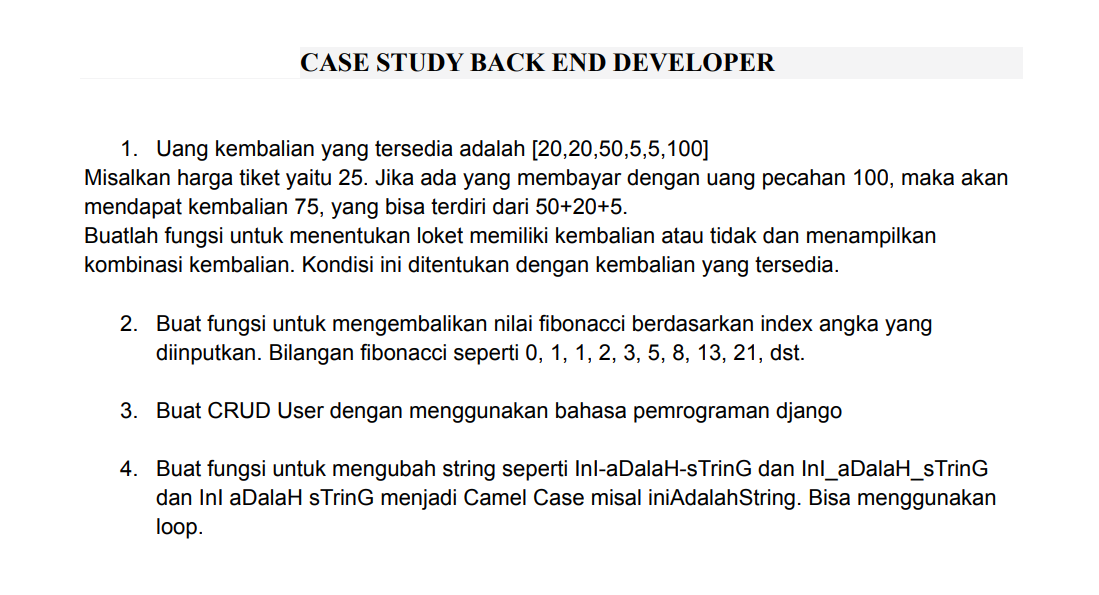 CASE STUDY BACK END DEVELOPER
1. Uang kembalian yang tersedia adalah [20,20,50,5,5,100]
Misalkan harga tiket yaitu 25. Jika ada yang membayar dengan uang pecahan 100, maka akan
mendapat kembalian 75, yang bisa terdiri dari 50+20+5.
Buatlah fungsi untuk menentukan loket memiliki kembalian atau tidak dan menampilkan
kombinasi kembalian. Kondisi ini ditentukan dengan kembalian yang tersedia.
2. Buat fungsi untuk mengembalikan nilai fibonacci berdasarkan index angka yang
diinputkan. Bilangan fibonacci seperti 0, 1, 1, 2, 3, 5, 8, 13, 21, dst.
3. Buat CRUD User dengan menggunakan bahasa pemrograman django
4. Buat fungsi untuk mengubah string seperti InI-aDalaH-sTrinG dan InI_aDalaH_sTrinG
dan InI aDalaH sTrinG menjadi Camel Case misal iniAdalahString. Bisa menggunakan
loop.